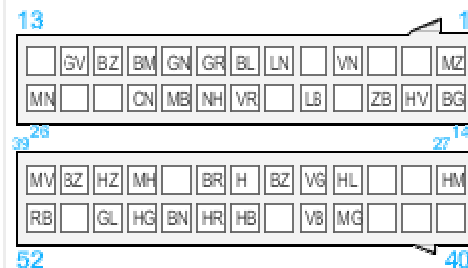 13 1
GV BZ BM GN GR BL LN VN MZ
MN CN MB NH VR LB ZB HV BG
26 14
39 27
MV BZ HZ MH BR H BZ VG HL HM
RB GL HG BN HR HB VB MG
52 40